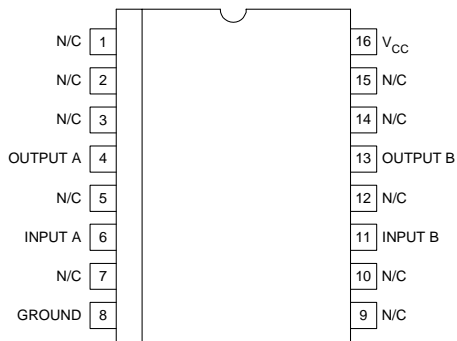 N/C 1 16 VCC
N/C 2 15 N/C
N/C 3 14 N/C
OUTPUT A 4 13 OUTPUT B
N/C 5 12 N/C
INPUT A 6 11 INPUT B
N/C 7 10 N/C
GROUND 8 9 N/C